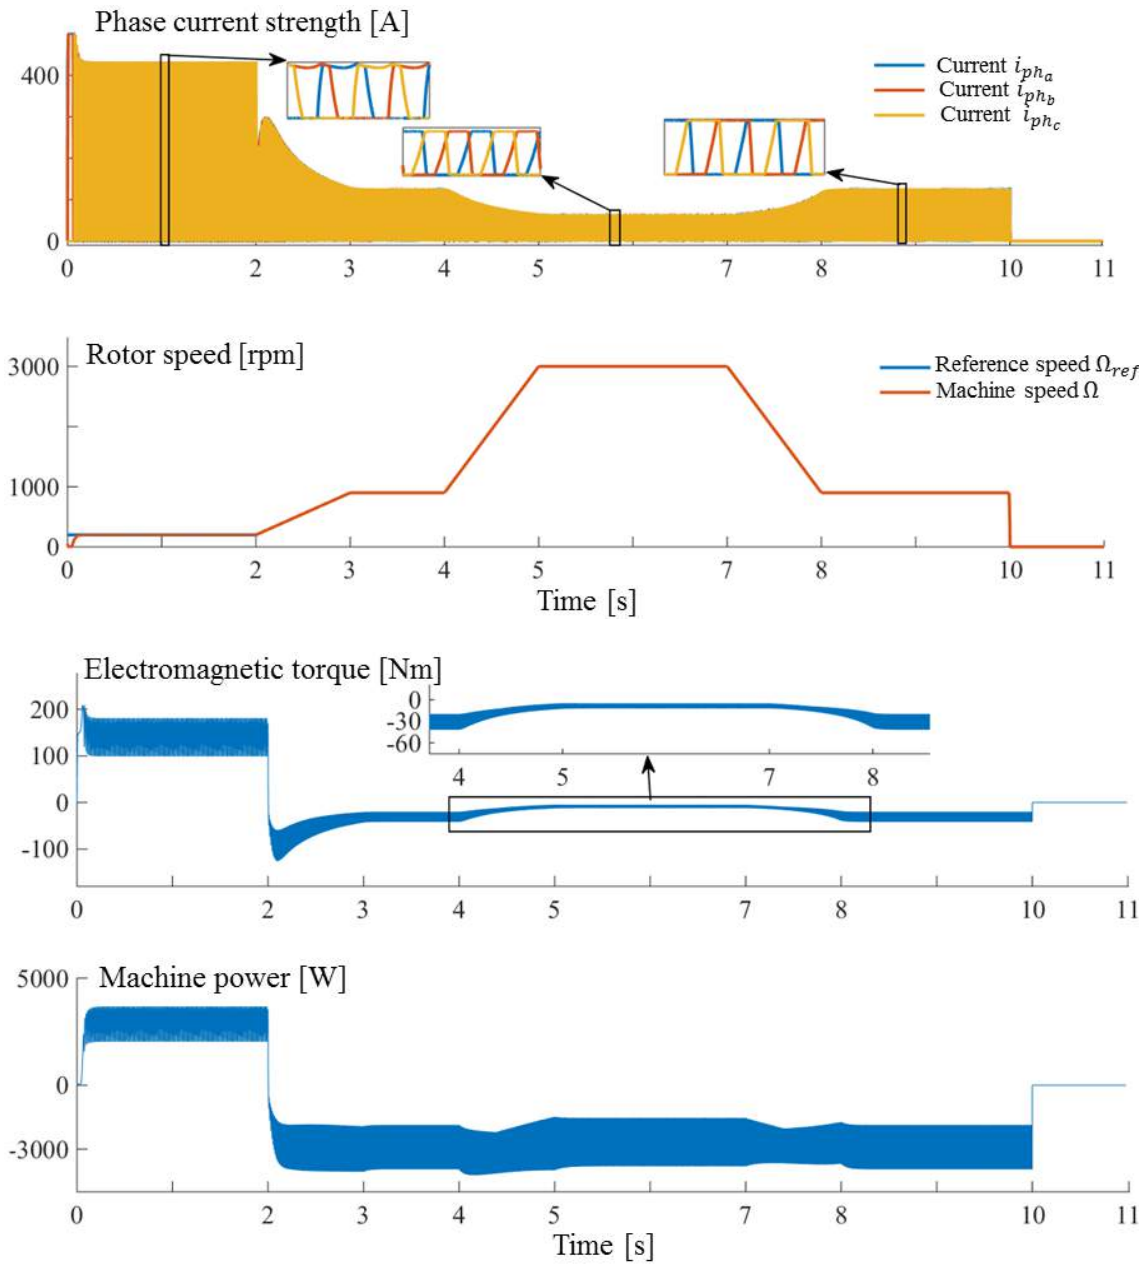 Phase current strength [A]
400
0
Current i_ph_a
Current i_ph_b
Current i_ph_c
0 2 3 4 5 7 8 10 11
Rotor speed [rpm]
3000
1000
0
Reference speed Ω_ref
Machine speed Ω
0 2 3 4 5 7 8 10 11
Time [s]
Electromagnetic torque [Nm]
200
100
0
-100
0
-30
-60
4 5 7 8
0 2 3 4 5 7 8 10 11
Machine power [W]
5000
0
-3000
0 2 3 4 5 7 8 10 11
Time [s]